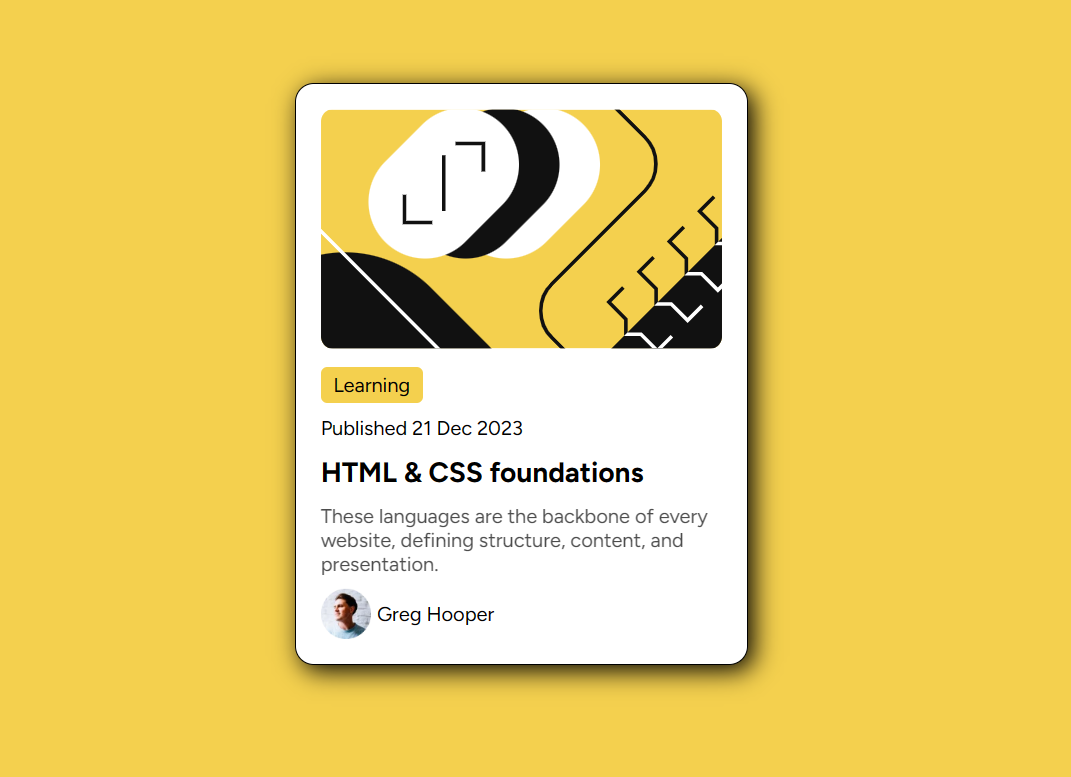 Learning
Published 21 Dec 2023
HTML & CSS foundations
These languages are the backbone of every
website, defining structure, content, and
presentation.
Greg Hooper